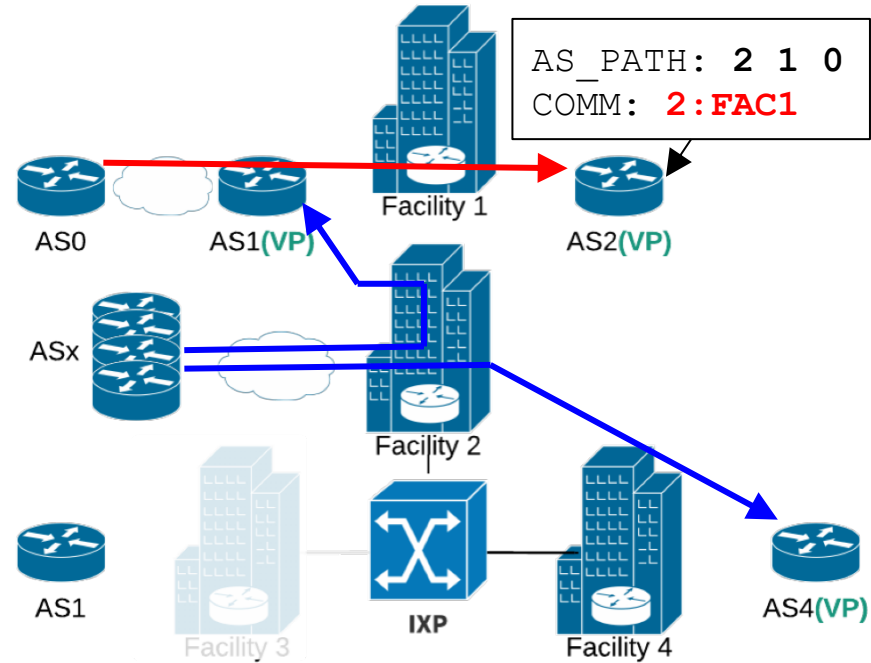 AS_PATH: 2 1 0
COMM: 2:FAC1
Facility 1
AS0
AS1(VP)
AS2(VP)
ASx
Facility 2
AS1
Facility 3
IXP
Facility 4
AS4(VP)